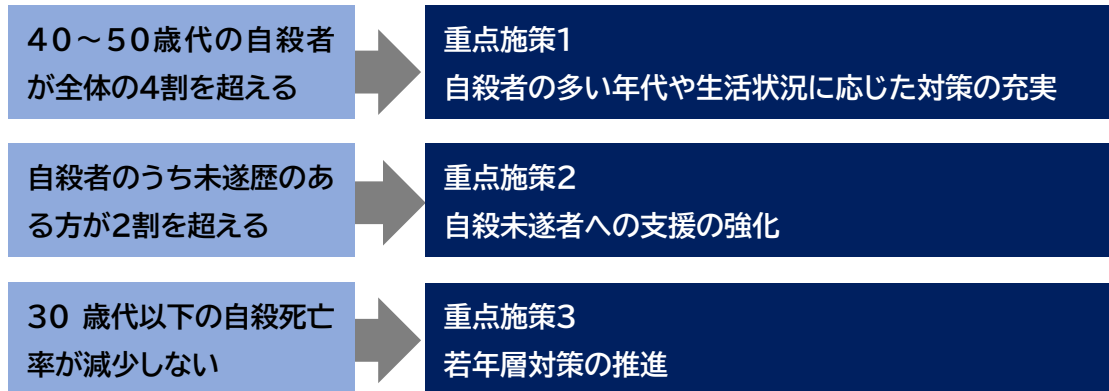 40～50歳代の自殺者
が全体の4割を超える
重点施策1
自殺者の多い年代や生活状況に応じた対策の充実
自殺者のうち未遂歴のあ
る方が2割を超える
重点施策2
自殺未遂者への支援の強化
30 歳代以下の自殺死亡
率が減少しない
重点施策3
若年層対策の推進